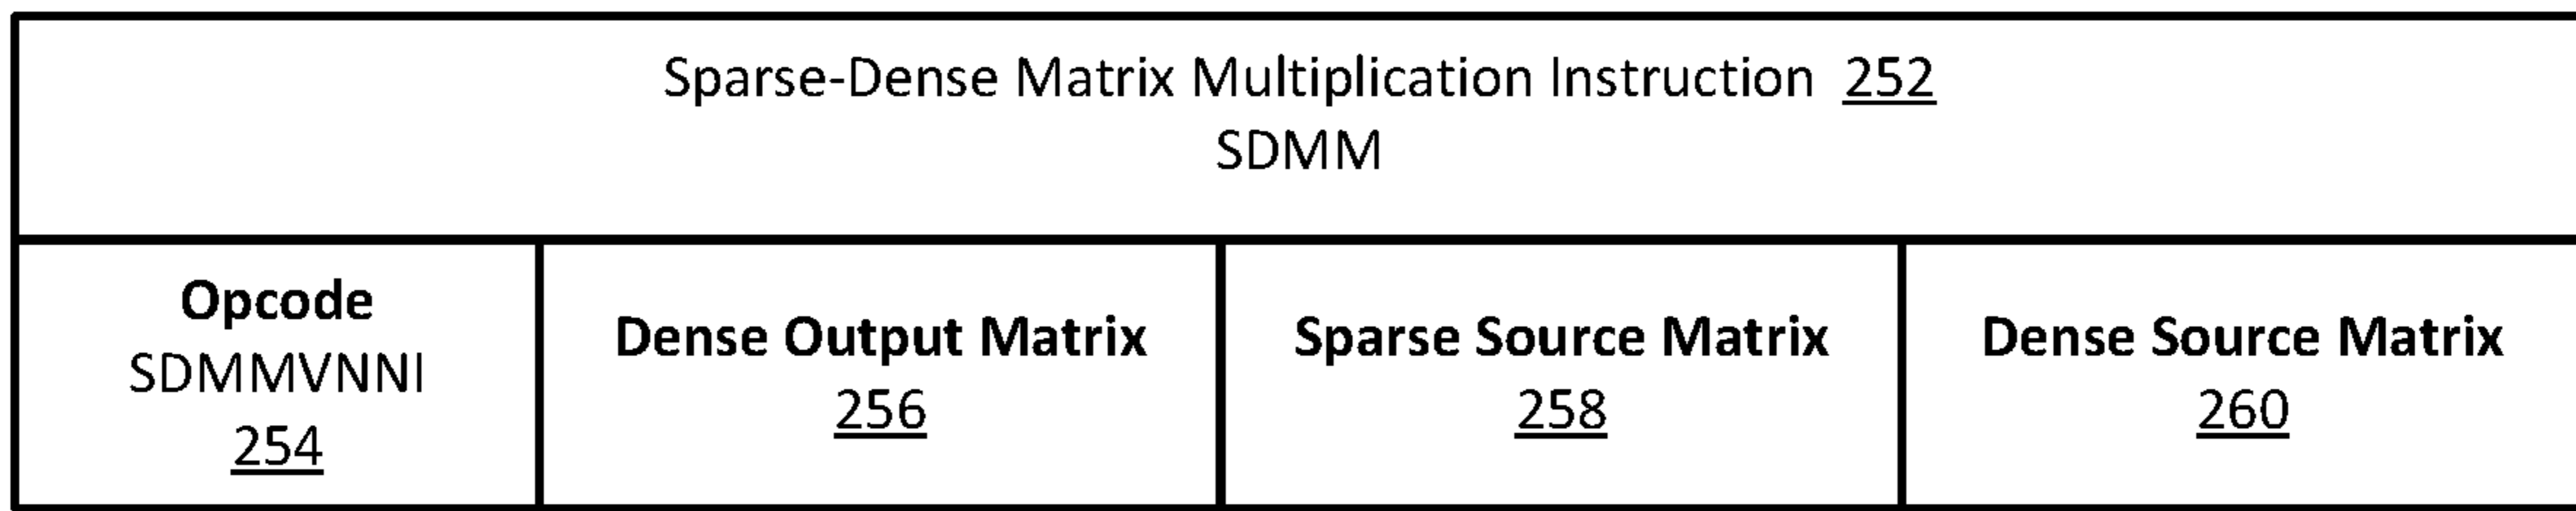 Sparse-Dense Matrix Multiplication Instruction 252
SDMM
Opcode
SDMMVNNI
254
Dense Output Matrix
256
Sparse Source Matrix
258
Dense Source Matrix
260